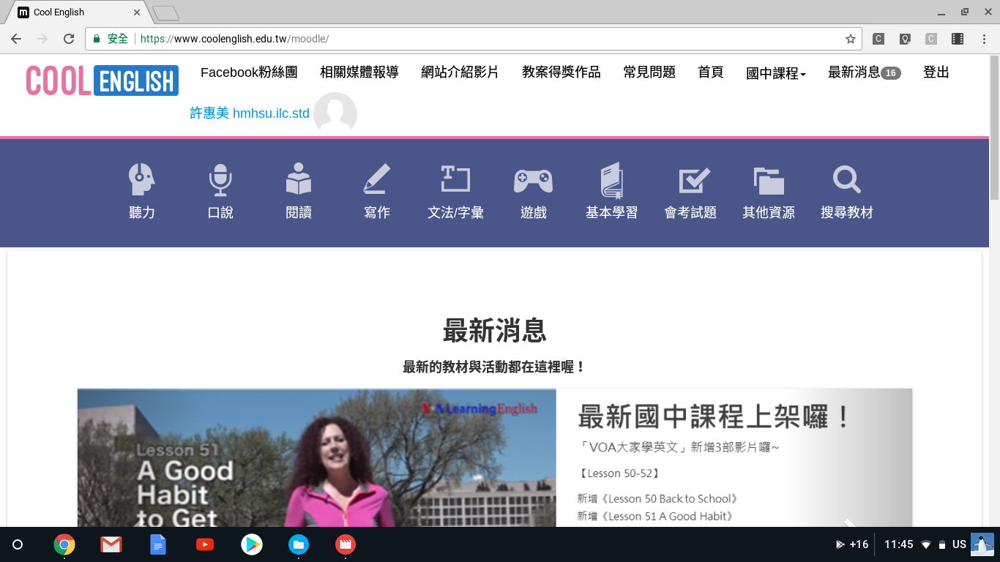 Cool English
安全 https://www.coolenglish.edu.tw/moodle/
COOL ENGLISH Facebook粉絲團 相關媒體報導 網站介紹影片 教案得獎作品 常見問題 首頁 國中課程 最新消息 16 登出
許惠美 hmhsu.ilc.std
聽力 口說 閱讀 寫作 文法/字彙 遊戲 基本學習 會考試題 其他資源 搜尋教材
最新消息
最新的教材與活動都在這裡喔！
VOA Learning English
Lesson 51
A Good
Habit
to Get
最新國中課程上架囉！
「VOA大家學英文」新增3部影片囉~
【Lesson 50-52】
新增《Lesson 50 Back to School》
新增《Lesson 51 A Good Habit》
+16 11:45 US